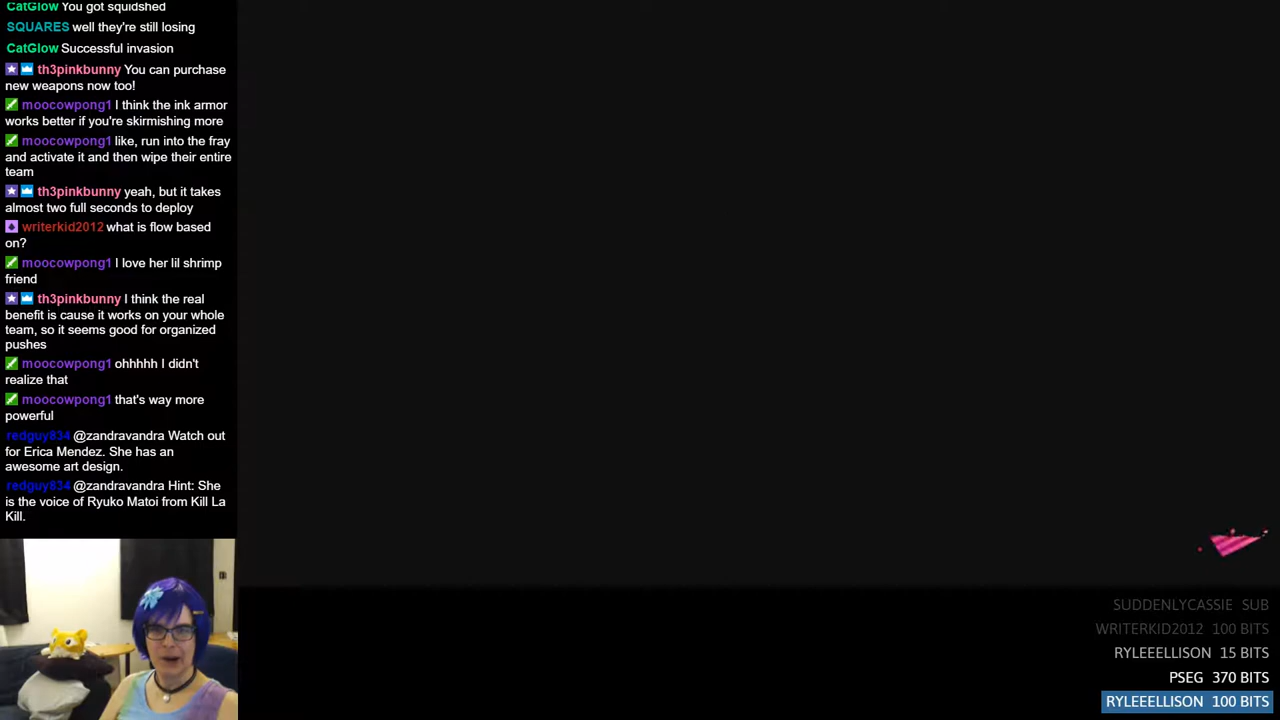 CatGlow You got squidshed
SQUARES well they're still losing
CatGlow Successful invasion
th3pinkbunny You can purchase
new weapons now too!
moocowpong1 I think the ink armor
works better if you're skirmishing more
moocowpong1 like, run into the fray
and activate it and then wipe their entire
team
th3pinkbunny yeah, but it takes
almost two full seconds to deploy
writerkid2012 what is flow based
on?
moocowpong1 I love her lil shrimp
friend
th3pinkbunny I think the real
benefit is cause it works on your whole
team, so it seems good for organized
pushes
moocowpong1 ohhhhh I didn't
realize that
moocowpong1 that's way more
powerful
redguy834 @zandravandra Watch out
for Erica Mendez. She has an
awesome art design.
redguy834 @zandravandra Hint: She
is the voice of Ryuko Matoi from Kill La
Kill.
SUDDENLYCASSIE SUB
WRITERKID2012 100 BITS
RYLEEELLISON 15 BITS
PSEG 370 BITS
RYLEEELLISON 100 BITS